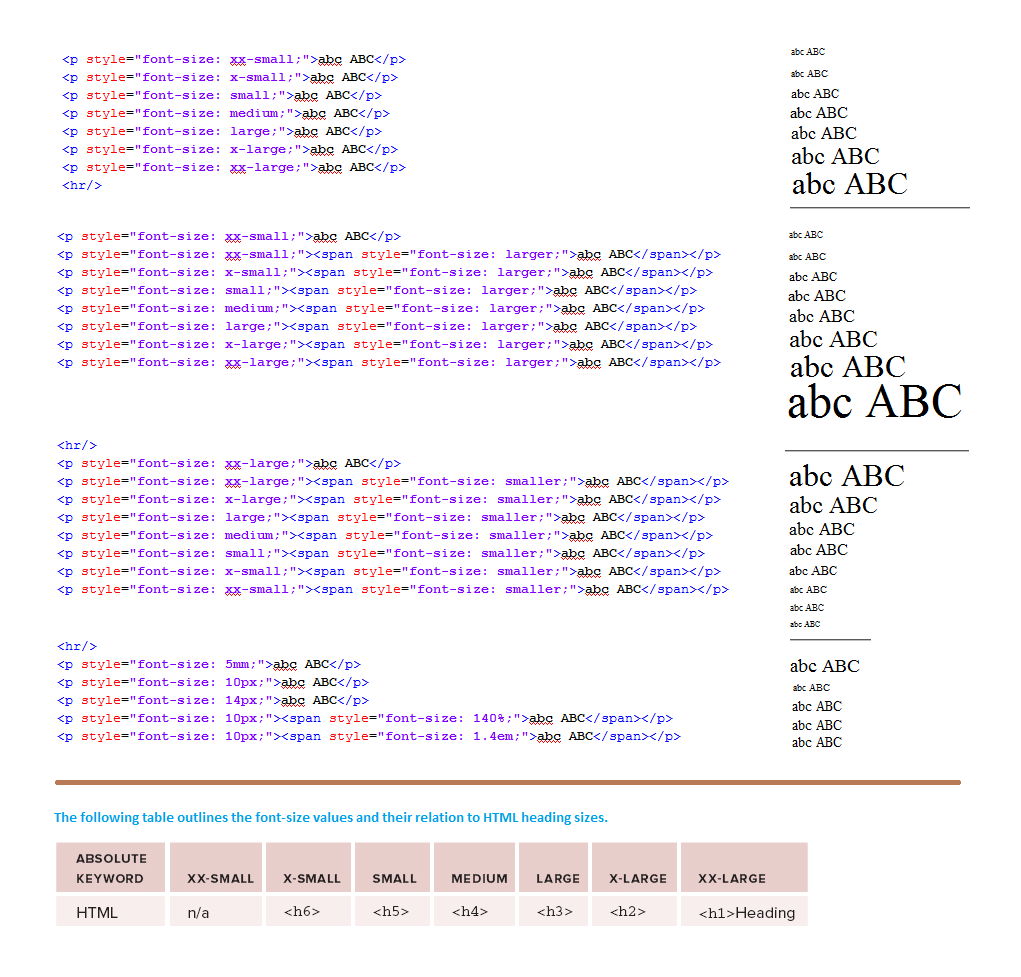 <p style="font-size: xx-small;">abc ABC</p>
<p style="font-size: x-small;">abc ABC</p>
<p style="font-size: small;">abc ABC</p>
<p style="font-size: medium;">abc ABC</p>
<p style="font-size: large;">abc ABC</p>
<p style="font-size: x-large;">abc ABC</p>
<p style="font-size: xx-large;">abc ABC</p>
<hr/>
abc ABC
abc ABC
abc ABC
abc ABC
abc ABC
abc ABC
abc ABC
<p style="font-size: xx-small;">abc ABC</p>
<p style="font-size: xx-small;"><span style="font-size: larger;">abc ABC</span></p>
<p style="font-size: x-small;"><span style="font-size: larger;">abc ABC</span></p>
<p style="font-size: small;"><span style="font-size: larger;">abc ABC</span></p>
<p style="font-size: medium;"><span style="font-size: larger;">abc ABC</span></p>
<p style="font-size: large;"><span style="font-size: larger;">abc ABC</span></p>
<p style="font-size: x-large;"><span style="font-size: larger;">abc ABC</span></p>
<p style="font-size: xx-large;"><span style="font-size: larger;">abc ABC</span></p>
abc ABC
abc ABC
abc ABC
abc ABC
abc ABC
abc ABC
abc ABC
abc ABC
<hr/>
<p style="font-size: xx-large;">abc ABC</p>
<p style="font-size: xx-large;"><span style="font-size: smaller;">abc ABC</span></p>
<p style="font-size: x-large;"><span style="font-size: smaller;">abc ABC</span></p>
<p style="font-size: large;"><span style="font-size: smaller;">abc ABC</span></p>
<p style="font-size: medium;"><span style="font-size: smaller;">abc ABC</span></p>
<p style="font-size: small;"><span style="font-size: smaller;">abc ABC</span></p>
<p style="font-size: x-small;"><span style="font-size: smaller;">abc ABC</span></p>
<p style="font-size: xx-small;"><span style="font-size: smaller;">abc ABC</span></p>
abc ABC
abc ABC
abc ABC
abc ABC
abc ABC
abc ABC
abc ABC
abc ABC
<hr/>
<p style="font-size: 5mm;">abc ABC</p>
<p style="font-size: 10px;">abc ABC</p>
<p style="font-size: 14px;">abc ABC</p>
<p style="font-size: 10px;"><span style="font-size: 140%;">abc ABC</span></p>
<p style="font-size: 10px;"><span style="font-size: 1.4em;">abc ABC</span></p>
abc ABC
abc ABC
abc ABC
abc ABC
abc ABC
The following table outlines the font-size values and their relation to HTML heading sizes.
ABSOLUTE
KEYWORD XX-SMALL X-SMALL SMALL MEDIUM LARGE X-LARGE XX-LARGE
HTML n/a <h6> <h5> <h4> <h3> <h2> <h1>Heading